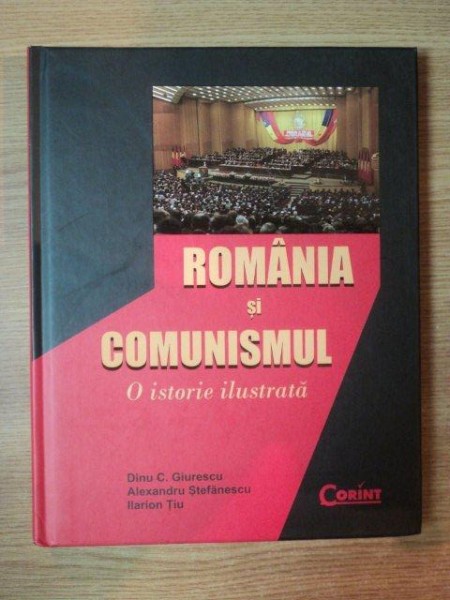 ROMÂNIA
și
COMUNISMUL
O istorie ilustrată
Dinu C. Giurescu
Alexandru Ștefănescu
Ilarion Țiu
CORINT